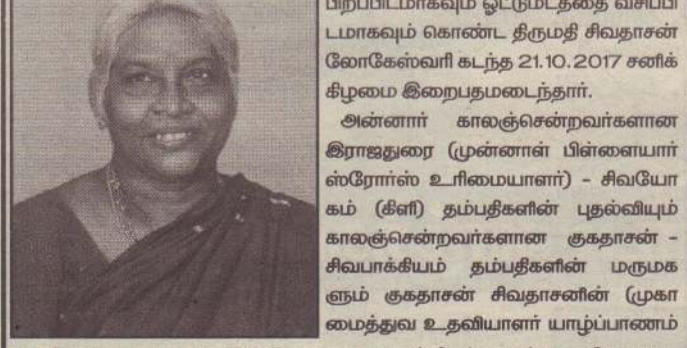 பிறப்பிடமாகவும் ஓட்டுமடத்தை வசிப்பி
டமாகவும் கொண்ட திருமதி சிவதாசன்
லோகேஸ்வரி கடந்த 21.10.2017 சனிக்
கிழமை இறைபதமடைந்தார்.
அன்னார் காலஞ்சென்றவர்களான
இராஜதுரை (முன்னாள் பிள்ளையார்
ஸ்ரோர்ஸ் உரிமையாளர்) - சிவயோ
கம் (கிளி) தம்பதிகளின் புதல்வியும்
காலஞ்சென்றவர்களான குகதாசன் -
சிவபாக்கியம் தம்பதிகளின் மருமக
ளும் குகதாசன் சிவதாசனின் (முகா
மைத்துவ உதவியாளர் யாழ்ப்பாணம்